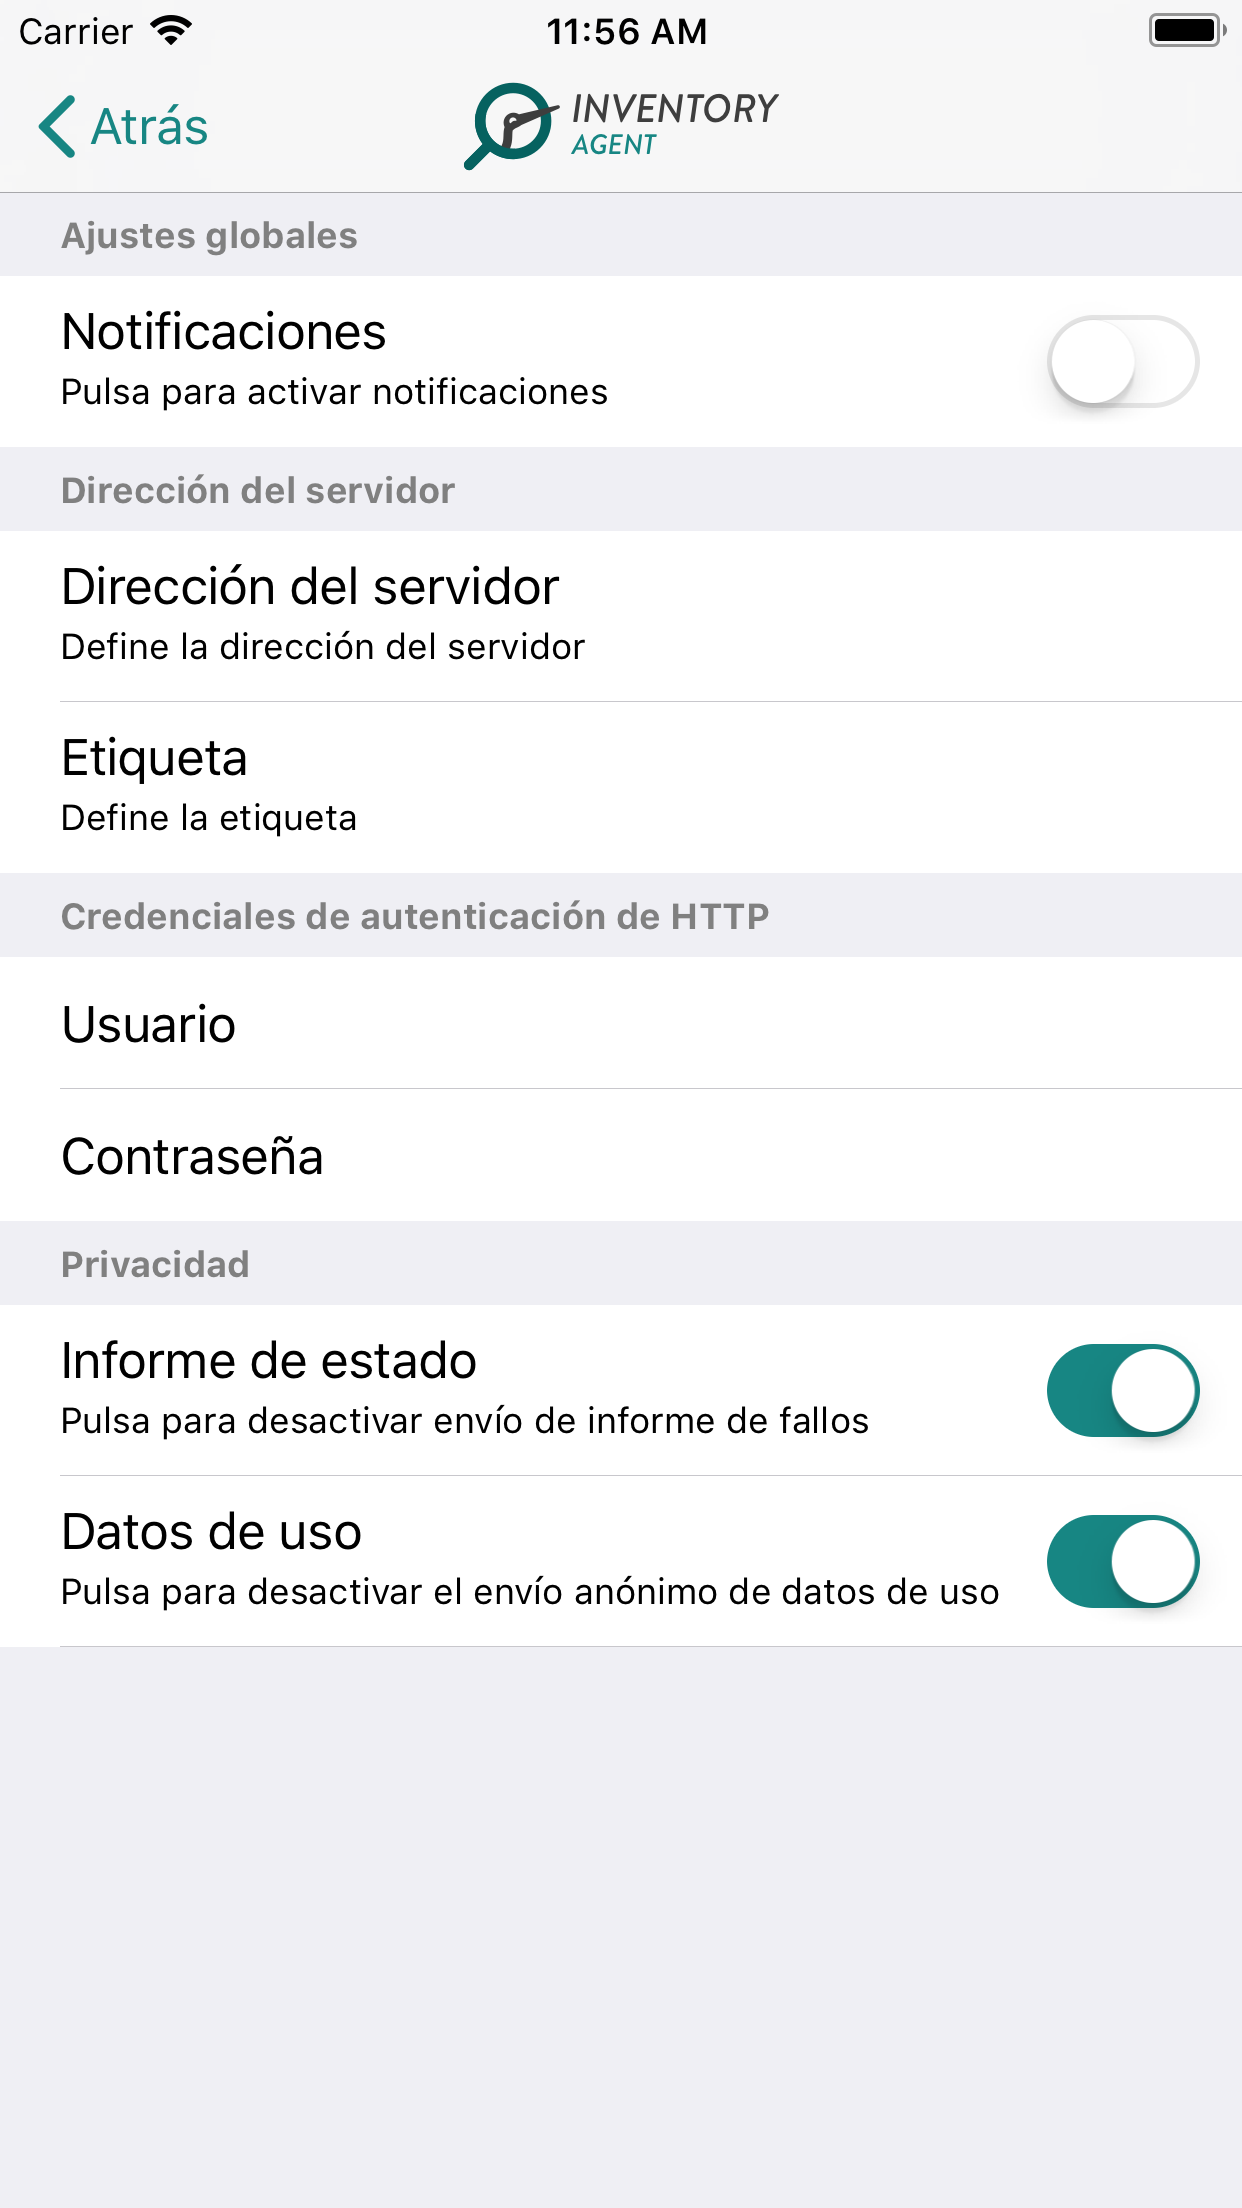 Carrier 11:56 AM
Atrás
INVENTORY
AGENT
Ajustes globales
Notificaciones
Pulsa para activar notificaciones
Dirección del servidor
Dirección del servidor
Define la dirección del servidor
Etiqueta
Define la etiqueta
Credenciales de autenticación de HTTP
Usuario
Contraseña
Privacidad
Informe de estado
Pulsa para desactivar envío de informe de fallos
Datos de uso
Pulsa para desactivar el envío anónimo de datos de uso